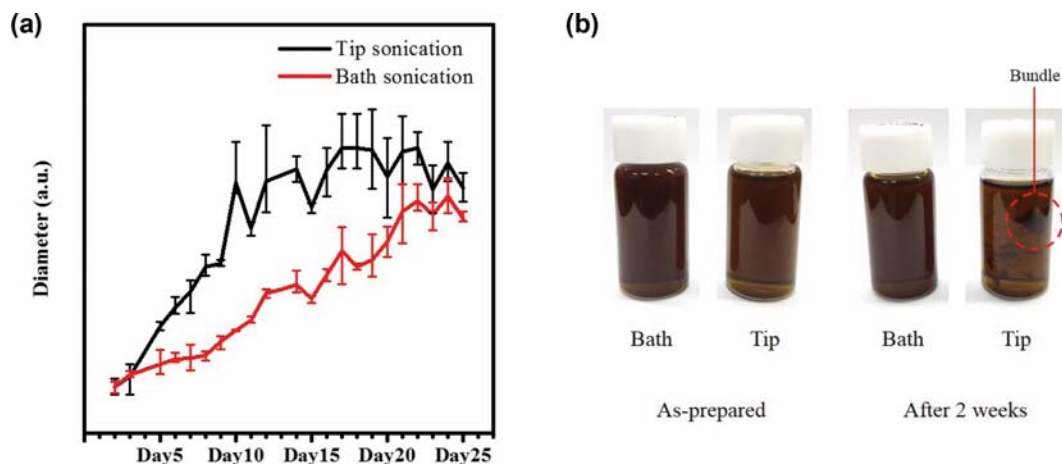 (a)
Tip sonication
Bath sonication
Diameter (a.u.)
Day5 Day10 Day15 Day20 Day25
(b)
Bundle
Bath Tip Bath Tip
As-prepared After 2 weeks